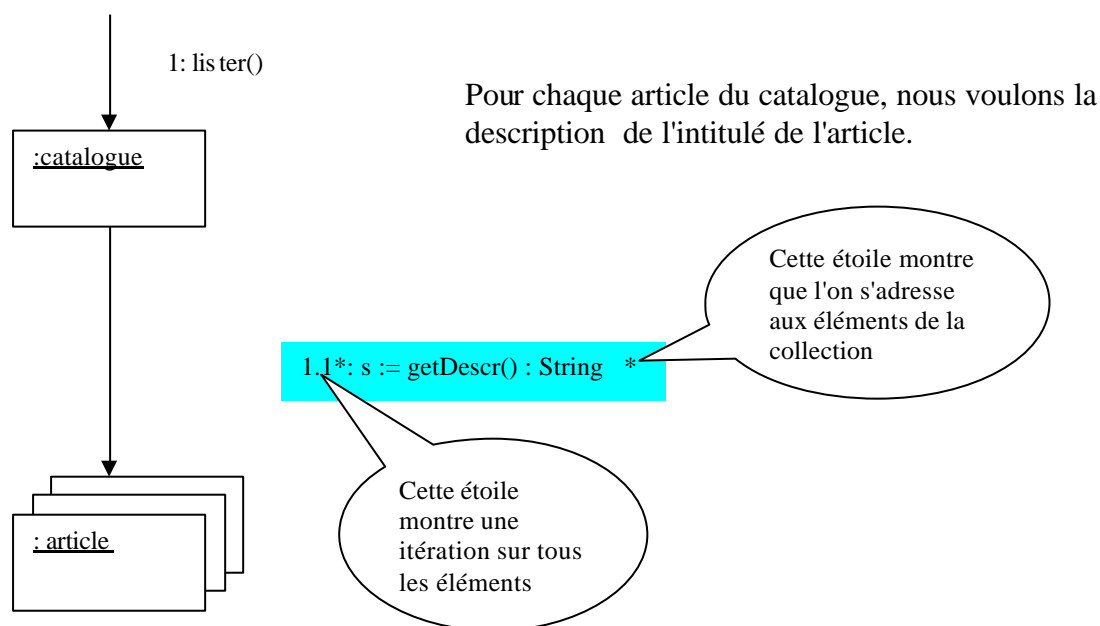 1: lis ter()
Pour chaque article du catalogue, nous voulons la
description de l'intitulé de l'article.
:catalogue
Cette étoile montre
que l'on s'adresse
aux éléments de la
collection
1.1*: s := getDescr() : String *
Cette étoile
montre une
itération sur tous
les éléments
: article